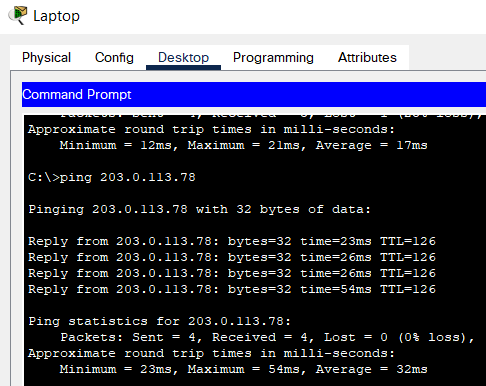 Laptop
Physical Config Desktop Programming Attributes
Command Prompt
Packets: Sent = 4, Received = 3, Lost = 1 (25% loss),
Approximate round trip times in milli-seconds:
Minimum = 12ms, Maximum = 21ms, Average = 17ms
C:\>ping 203.0.113.78
Pinging 203.0.113.78 with 32 bytes of data:
Reply from 203.0.113.78: bytes=32 time=23ms TTL=126
Reply from 203.0.113.78: bytes=32 time=26ms TTL=126
Reply from 203.0.113.78: bytes=32 time=26ms TTL=126
Reply from 203.0.113.78: bytes=32 time=54ms TTL=126
Ping statistics for 203.0.113.78:
Packets: Sent = 4, Received = 4, Lost = 0 (0% loss),
Approximate round trip times in milli-seconds:
Minimum = 23ms, Maximum = 54ms, Average = 32ms